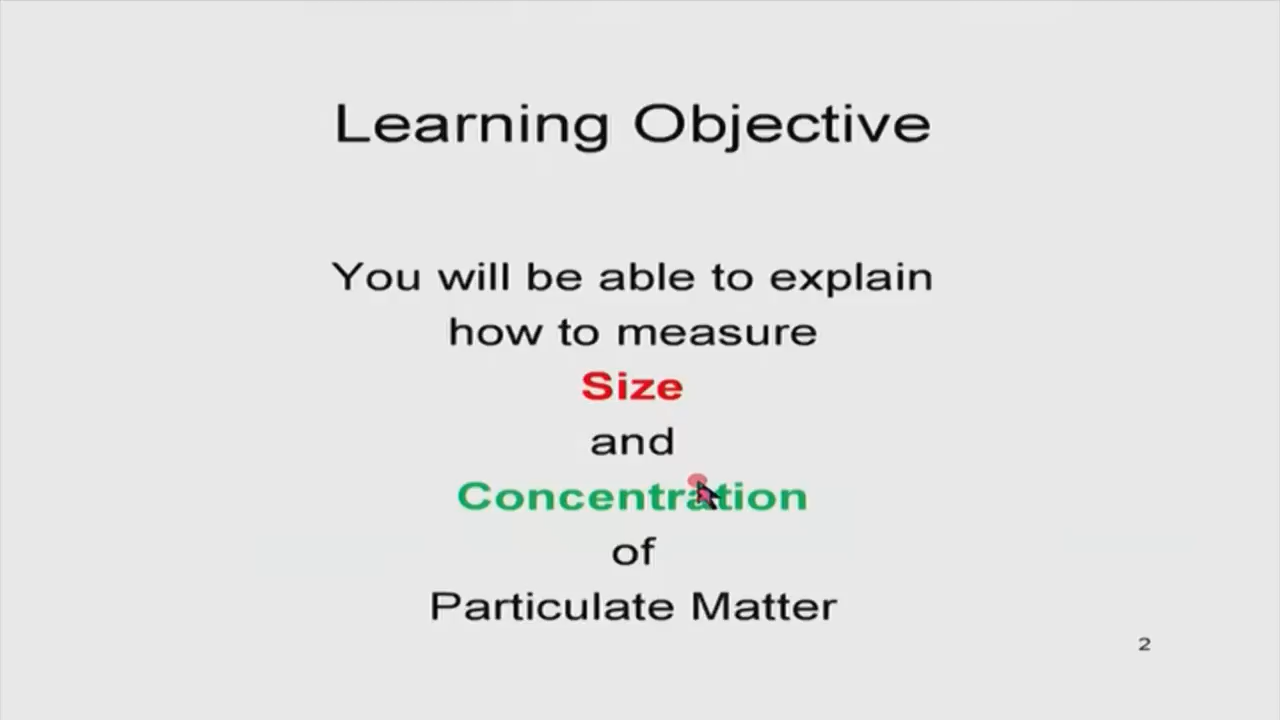 Learning Objective
You will be able to explain
how to measure
Size
and
Concentration
of
Particulate Matter
2